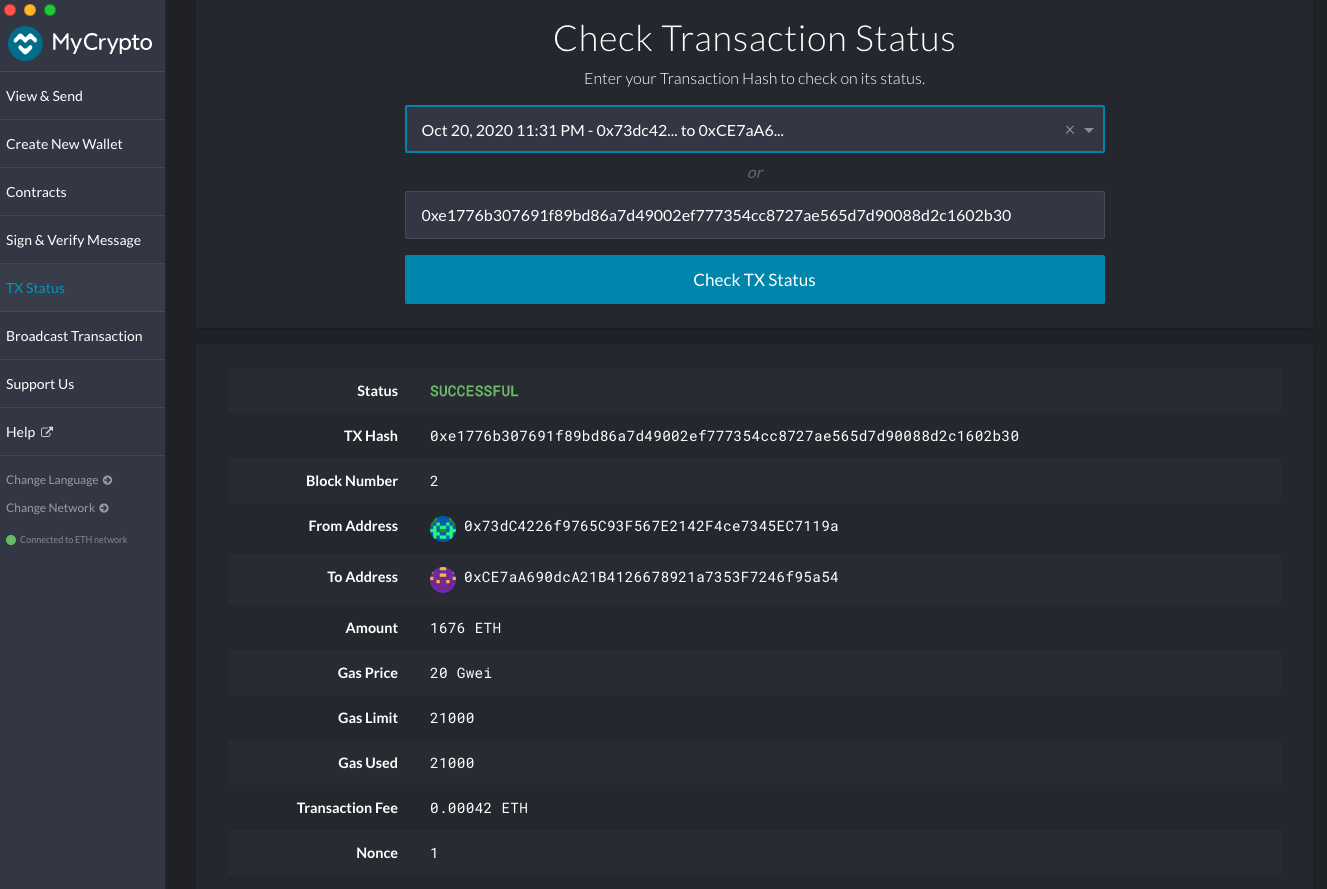 MyCrypto
View & Send
Create New Wallet
Contracts
Sign & Verify Message
TX Status
Broadcast Transaction
Support Us
Help
Change Language
Change Network
Connected to ETH network
Check Transaction Status
Enter your Transaction Hash to check on its status.
Oct 20, 2020 11:31 PM - 0x73dc42... to 0xCE7aA6...
or
0xe1776b307691f89bd86a7d49002ef777354cc8727ae565d7d90088d2c1602b30
Check TX Status
Status SUCCESSFUL
TX Hash 0xe1776b307691f89bd86a7d49002ef777354cc8727ae565d7d90088d2c1602b30
Block Number 2
From Address 0x73dC4226f9765C93F567E2142F4ce7345EC7119a
To Address 0xCE7aA690dcA21B4126678921a7353F7246f95a54
Amount 1676 ETH
Gas Price 20 Gwei
Gas Limit 21000
Gas Used 21000
Transaction Fee 0.00042 ETH
Nonce 1